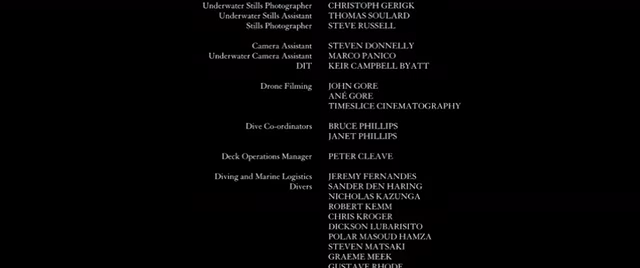 Underwater Stills Photographer CHRISTOPH GERIGK
Underwater Stills Assistant THOMAS SOULARD
Stills Photographer STEVE RUSSELL
Camera Assistant STEVEN DONNELLY
Underwater Camera Assistant MARCO PANICO
DIT KEIR CAMPBELL BYATT
Drone Filming JOHN GORE
ANÉ GORE
TIMESLICE CINEMATOGRAPHY
Dive Co-ordinators BRUCE PHILLIPS
JANET PHILLIPS
Deck Operations Manager PETER CLEAVE
Diving and Marine Logistics JEREMY FERNANDES
Divers SANDER DEN HARING
NICHOLAS KAZUNGA
ROBERT KEMM
CHRIS KROGER
DICKSON LUBARISITO
POLAR MASOUD HAMZA
STEVEN MATSAKI
GRAEME MEEK
GUSTAVE RHODE